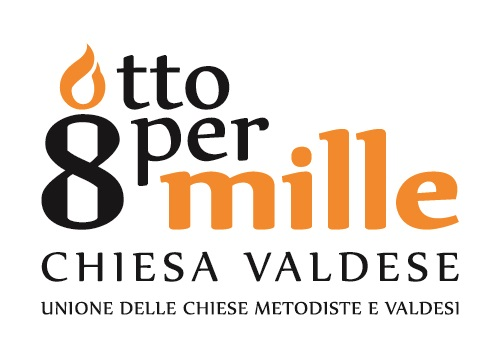 otto
8 per
mille
CHIESA VALDESE
UNIONE DELLE CHIESE METODISTE E VALDESI